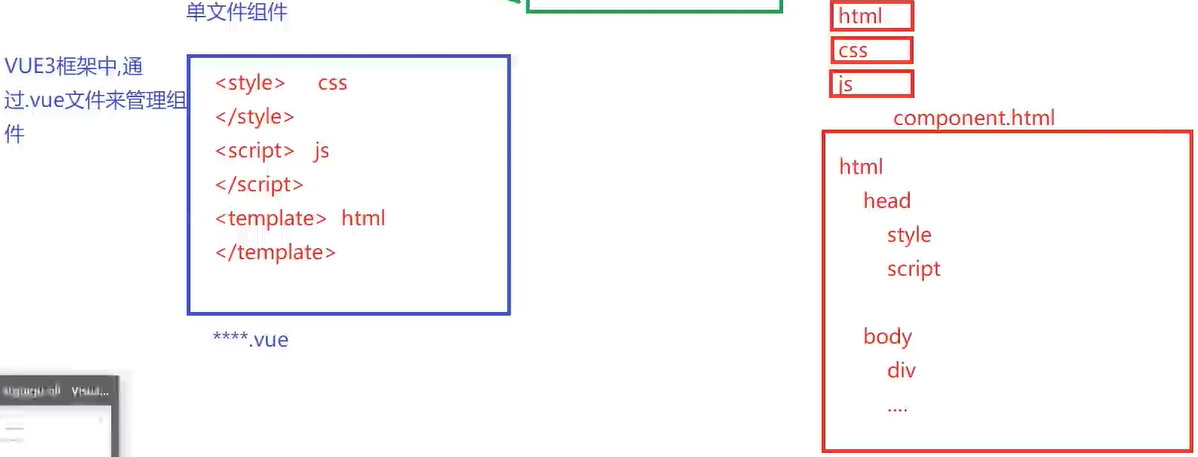 单文件组件
VUE3框架中,通
过.vue文件来管理组
件
<style> css
</style>
<script> js
</script>
<template> html
</template>
****.vue
html
css
js
component.html
html
head
style
script
body
div
....